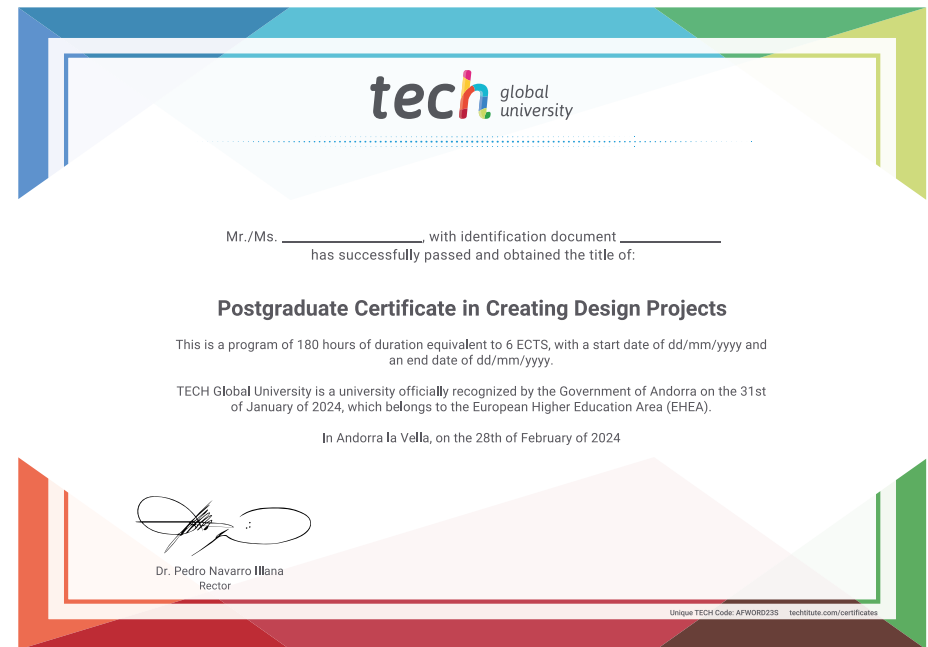 tech global university
Mr./Ms. ____________________, with identification document ______________
has successfully passed and obtained the title of:
Postgraduate Certificate in Creating Design Projects
This is a program of 180 hours of duration equivalent to 6 ECTS, with a start date of dd/mm/yyyy and
an end date of dd/mm/yyyy.
TECH Global University is a university officially recognized by the Government of Andorra on the 31st
of January of 2024, which belongs to the European Higher Education Area (EHEA).
In Andorra la Vella, on the 28th of February of 2024
Dr. Pedro Navarro Illana
Rector
Unique TECH Code: AFWORD23S techtitute.com/certificates